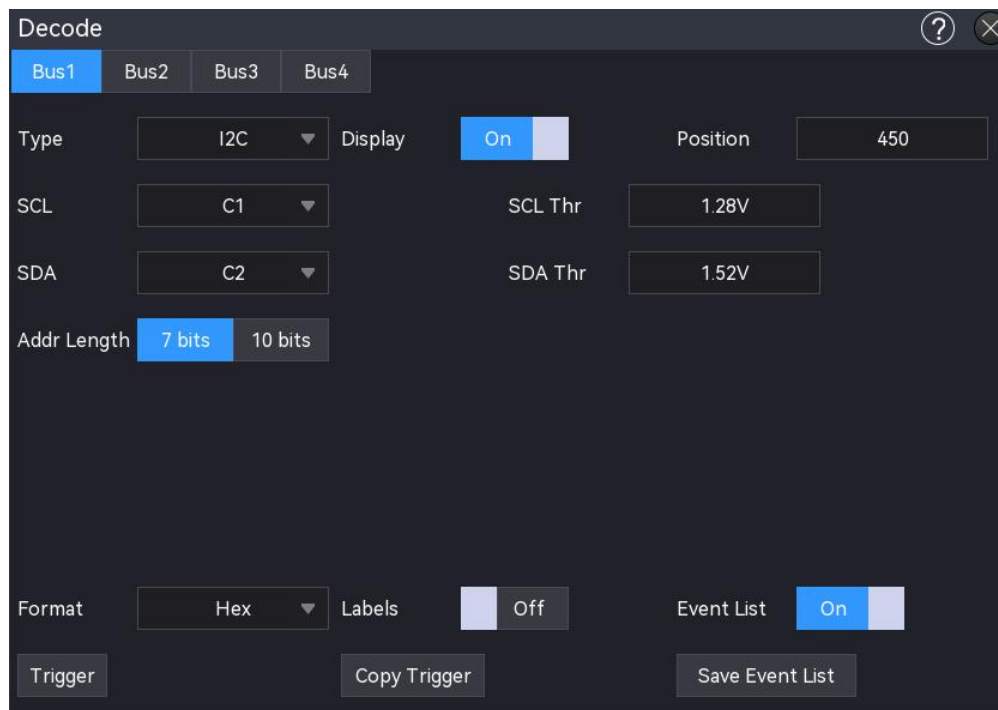 Decode ?
Bus1 Bus2 Bus3 Bus4
Type I2C Display On Position 450
SCL C1 SCL Thr 1.28V
SDA C2 SDA Thr 1.52V
Addr Length 7 bits 10 bits
Format Hex Labels Off Event List On
Trigger Copy Trigger Save Event List